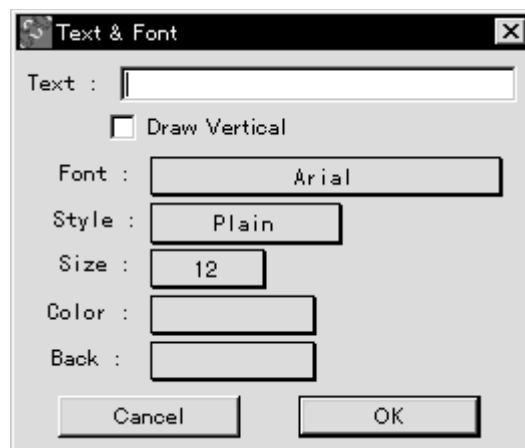 Text & Font
Text :
Draw Vertical
Font : Arial
Style : Plain
Size : 12
Color :
Back :
Cancel OK